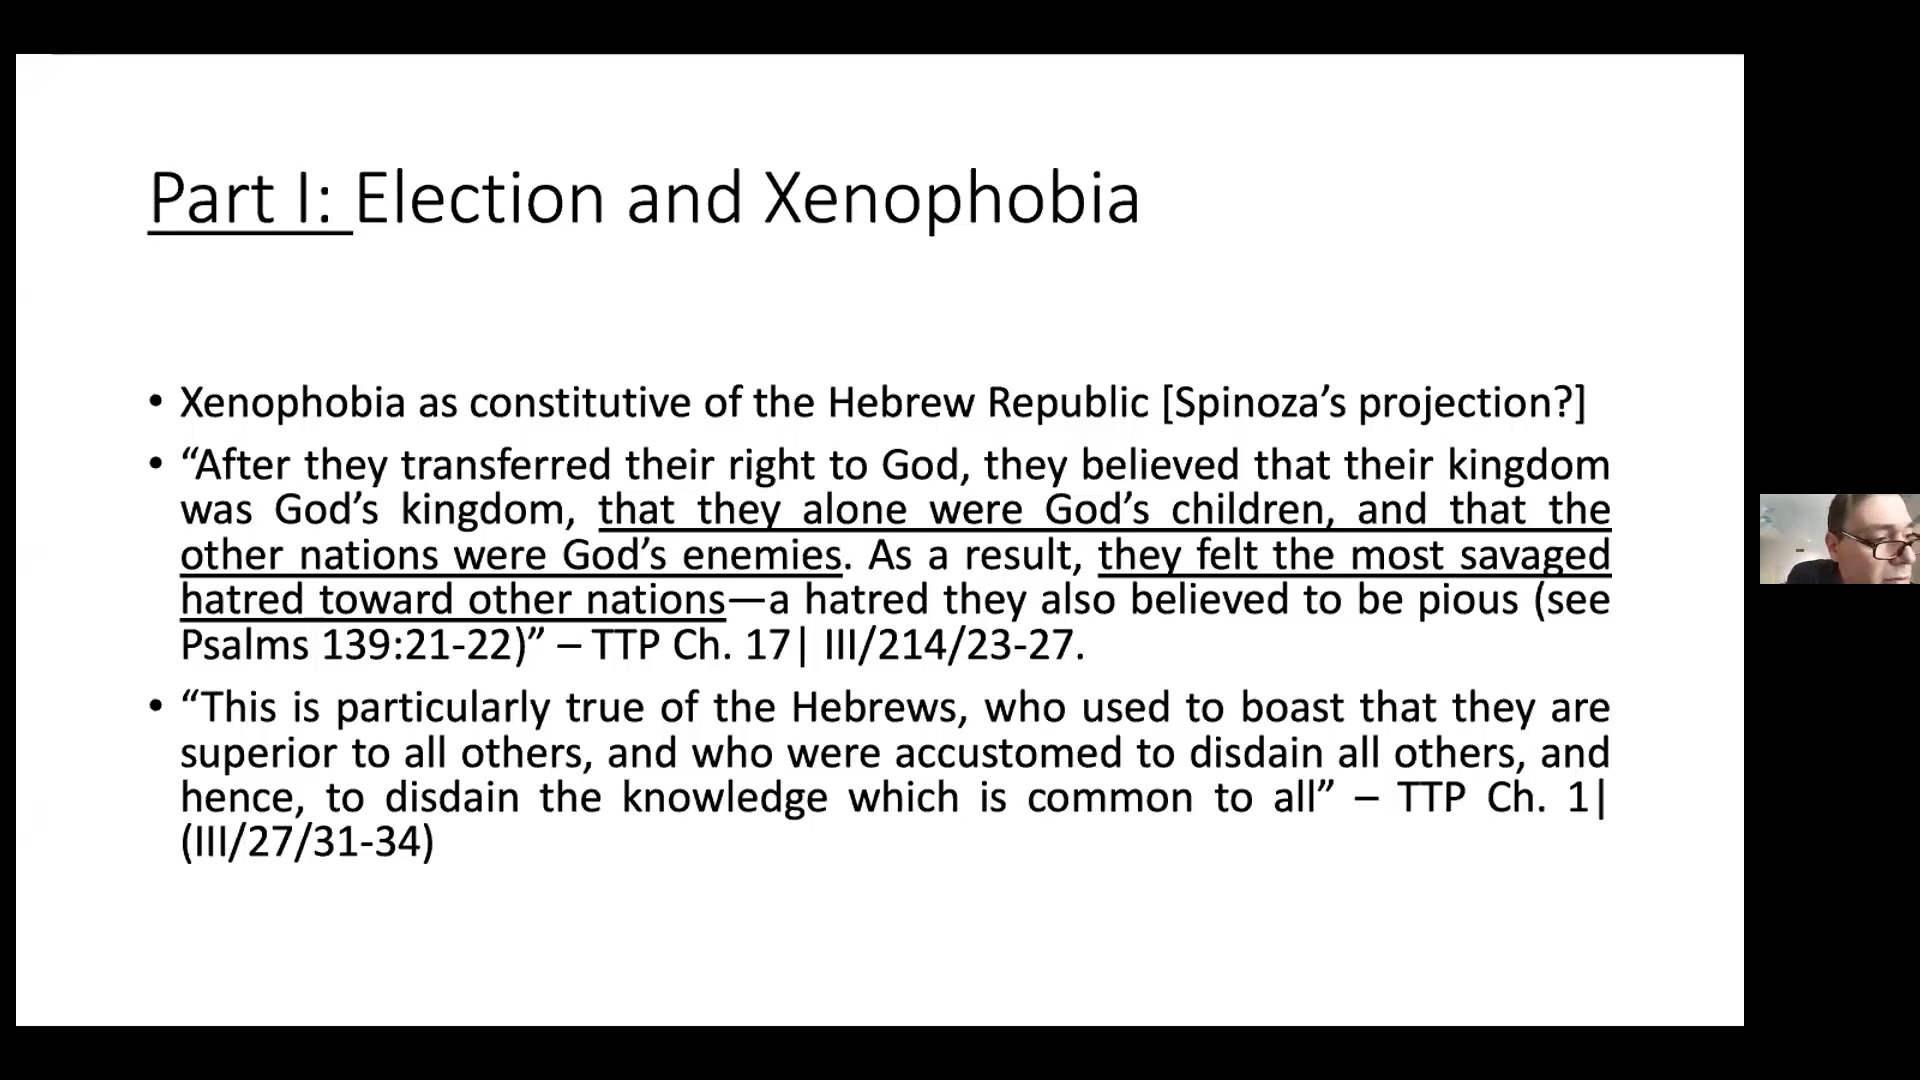 Part I: Election and Xenophobia
• Xenophobia as constitutive of the Hebrew Republic [Spinoza’s projection?]
• “After they transferred their right to God, they believed that their kingdom
was God’s kingdom, that they alone were God’s children, and that the
other nations were God’s enemies. As a result, they felt the most savaged
hatred toward other nations—a hatred they also believed to be pious (see
Psalms 139:21-22)” – TTP Ch. 17| III/214/23-27.
• “This is particularly true of the Hebrews, who used to boast that they are
superior to all others, and who were accustomed to disdain all others, and
hence, to disdain the knowledge which is common to all” – TTP Ch. 1|
(III/27/31-34)